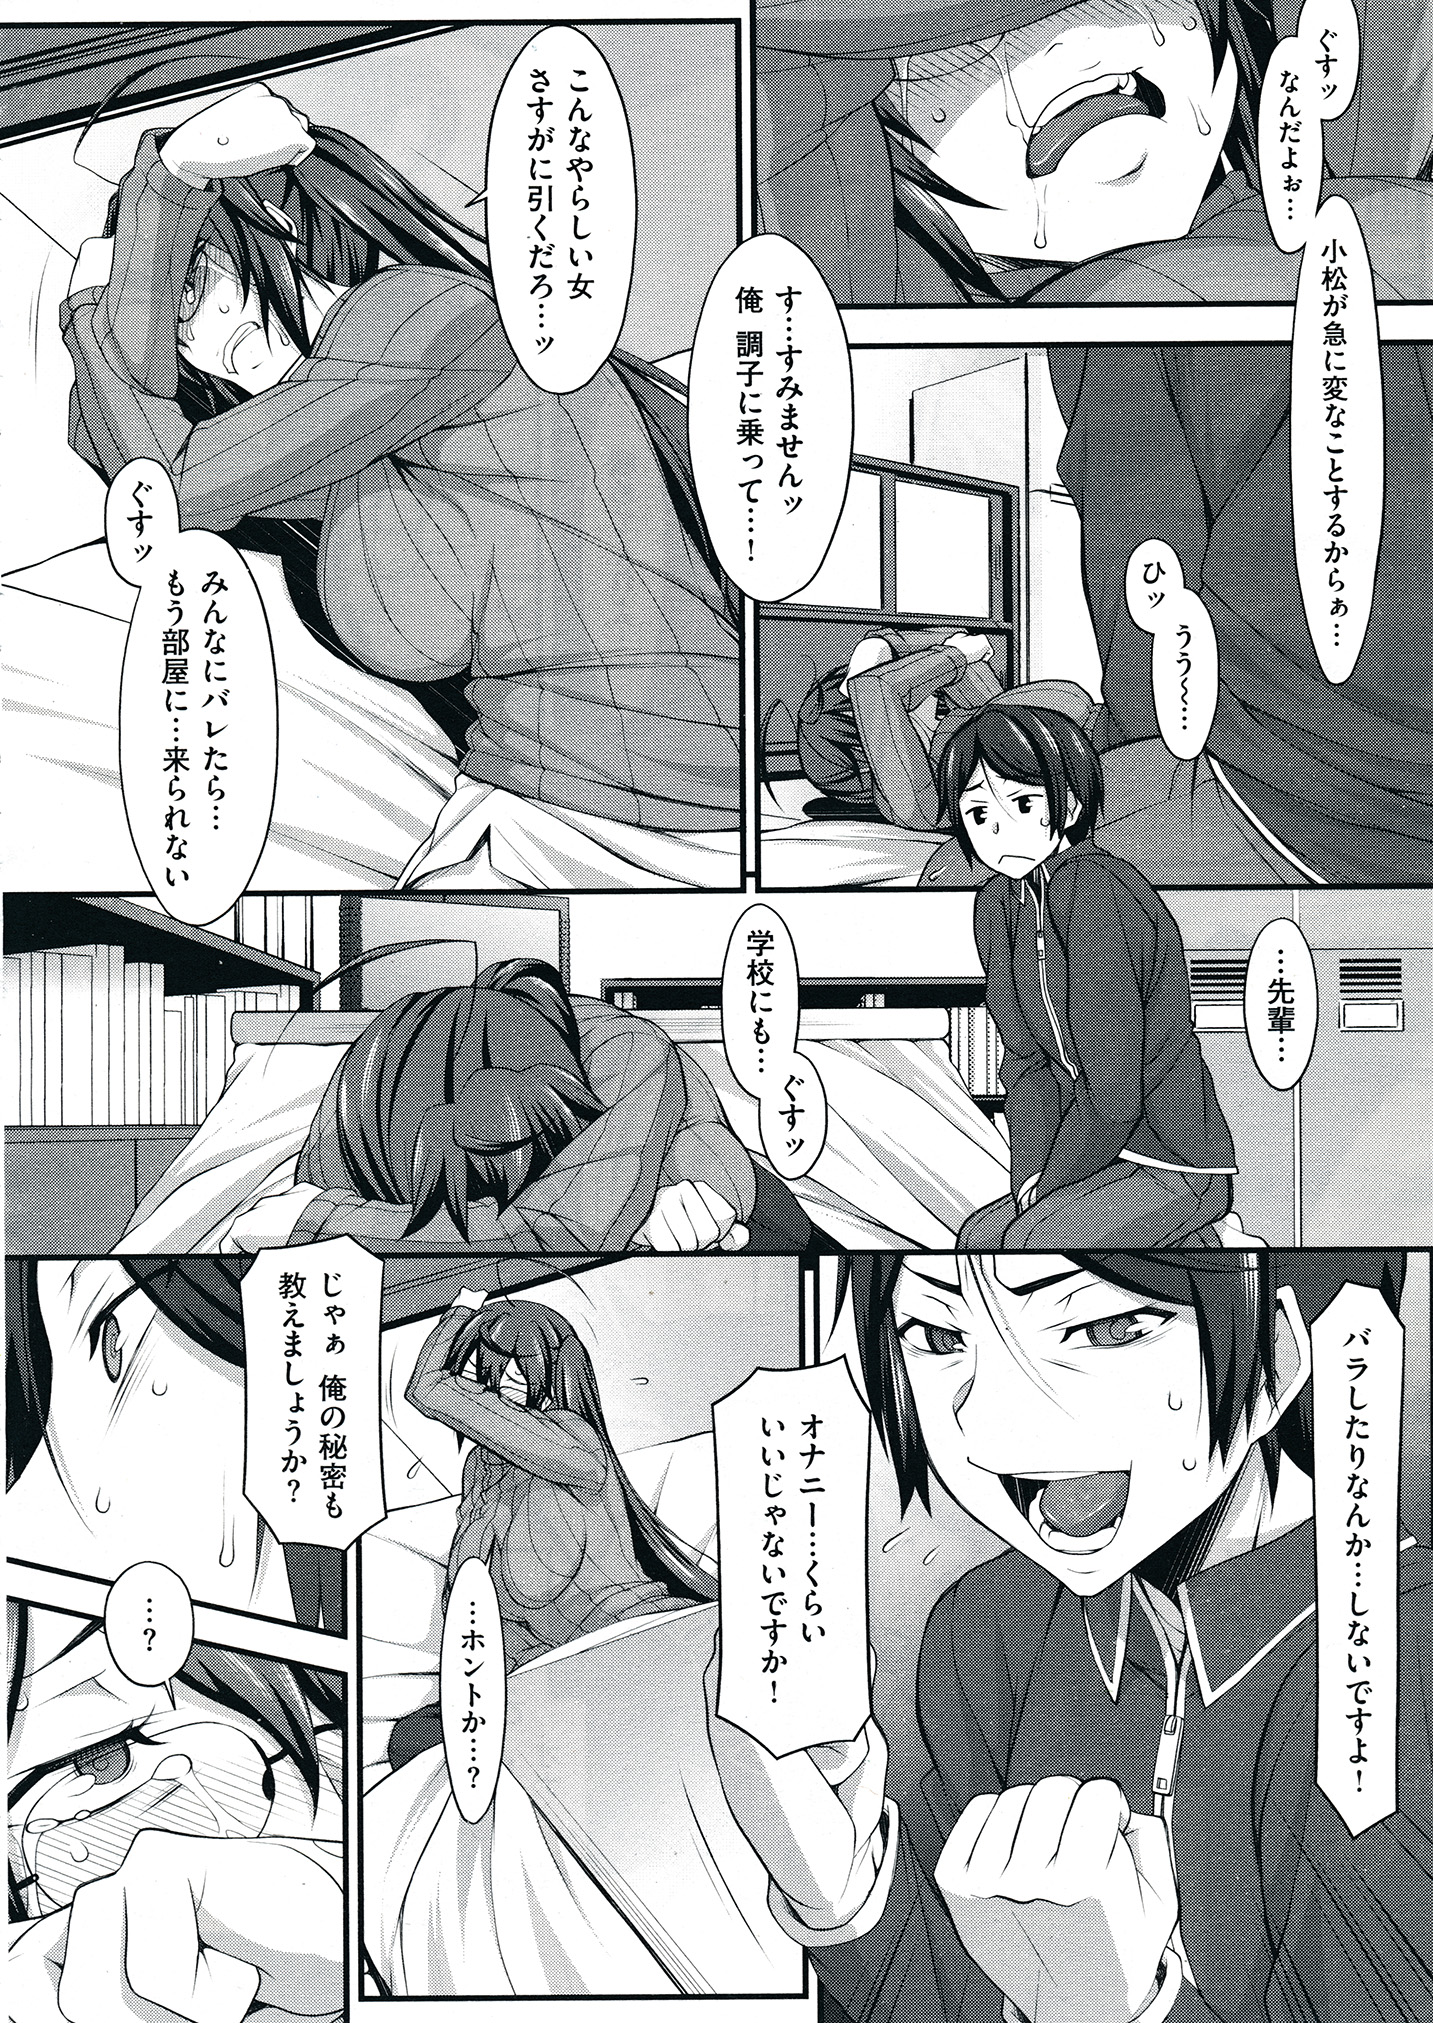 ぐすッ
なんだよぉ…
小松が急に変なことするからぁ…
す…すみませんッ
俺 調子に乗って…！
ひッ
うう～…
こんなやらしい女
さすがに引くだろ…ッ
ぐすッ
みんなにバレたら…
もう部屋に…来られない
…先輩…
学校にも…
ぐすッ
バラしたりなんか…しないですよ！
オナニー…くらい
いいじゃないですか！
…ホントか…？
じゃぁ 俺の秘密も
教えましょうか？
…？